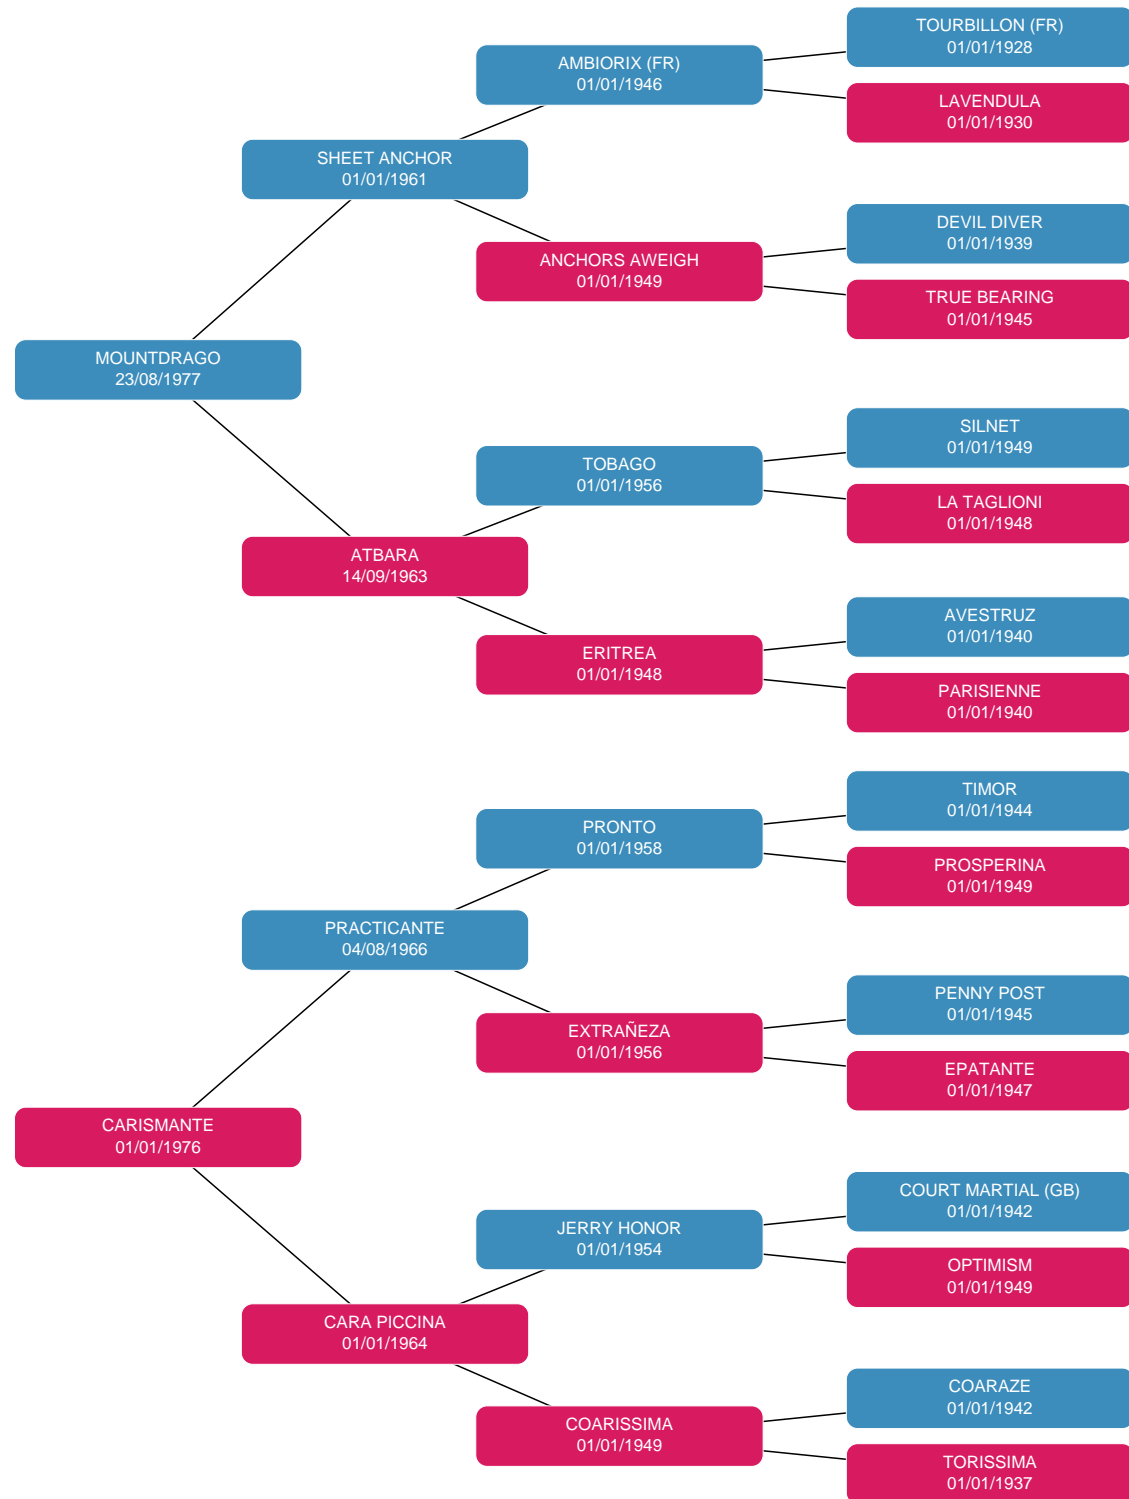 TOURBILLON (FR)
01/01/1928
AMBIORIX (FR)
01/01/1946
LAVENDULA
01/01/1930
SHEET ANCHOR
01/01/1961
DEVIL DIVER
01/01/1939
ANCHORS AWEIGH
01/01/1949
TRUE BEARING
01/01/1945
MOUNTDRAGO
23/08/1977
SILNET
01/01/1949
TOBAGO
01/01/1956
LA TAGLIONI
01/01/1948
ATBARA
14/09/1963
AVESTRUZ
01/01/1940
ERITREA
01/01/1948
PARISIENNE
01/01/1940
TIMOR
01/01/1944
PRONTO
01/01/1958
PROSPERINA
01/01/1949
PRACTICANTE
04/08/1966
PENNY POST
01/01/1945
EXTRAÑEZA
01/01/1956
EPATANTE
01/01/1947
CARISMANTE
01/01/1976
COURT MARTIAL (GB)
01/01/1942
JERRY HONOR
01/01/1954
OPTIMISM
01/01/1949
CARA PICCINA
01/01/1964
COARAZE
01/01/1942
COARISSIMA
01/01/1949
TORISSIMA
01/01/1937